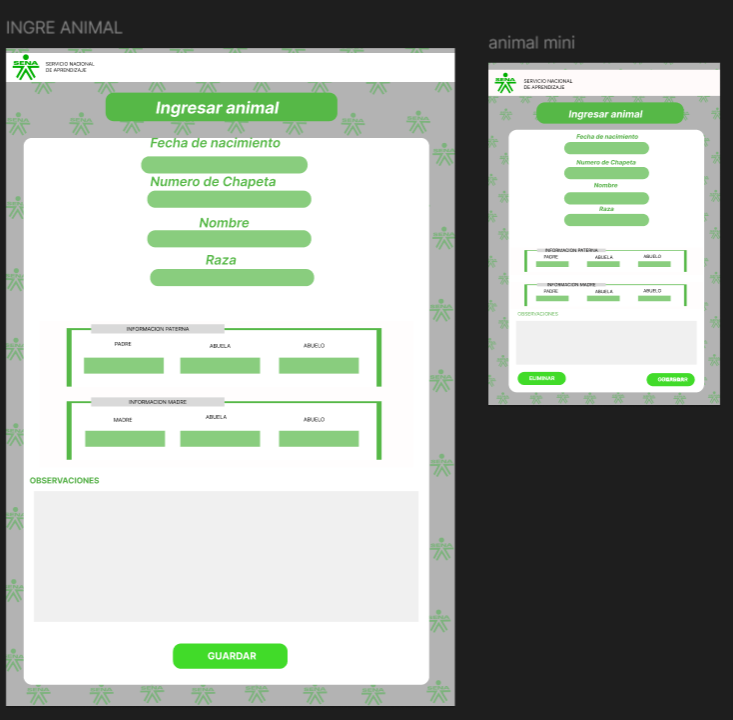 INGRE ANIMAL
SENA
SERVICIO NACIONAL
DE APRENDIZAJE
Ingresar animal
Fecha de nacimiento
Numero de Chapeta
Nombre
Raza
INFORMACION PATERNA
PADRE ABUELA ABUELO
INFORMACION MADRE
MADRE ABUELA ABUELO
OBSERVACIONES
GUARDAR
animal mini
SENA
SERVICIO NACIONAL
DE APRENDIZAJE
Ingresar animal
Fecha de nacimiento
Numero de Chapeta
Nombre
Raza
INFORMACION PATERNA
PADRE ABUELA ABUELO
INFORMACION MADRE
PADRE ABUELA ABUELO
OBSERVACIONES
ELIMINAR